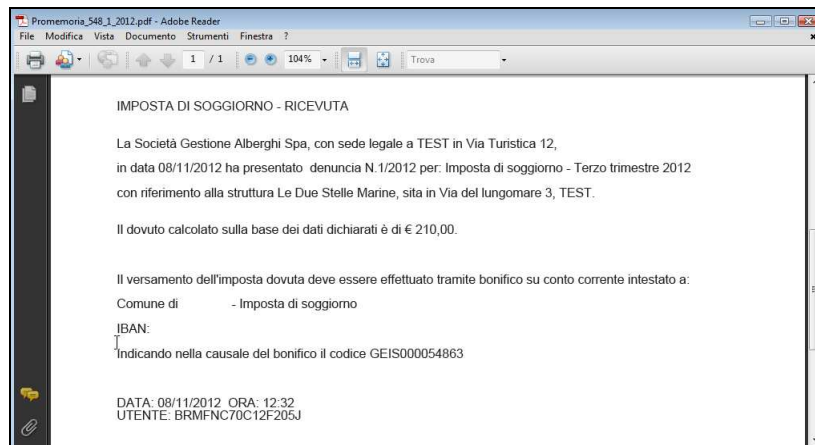 Promemoria_548_1_2012.pdf - Adobe Reader
File Modifica Vista Documento Strumenti Finestra ?
1 / 1 104% Trova
IMPOSTA DI SOGGIORNO - RICEVUTA
La Società Gestione Alberghi Spa, con sede legale a TEST in Via Turistica 12,
in data 08/11/2012 ha presentato denuncia N.1/2012 per: Imposta di soggiorno - Terzo trimestre 2012
con riferimento alla struttura Le Due Stelle Marine, sita in Via del lungomare 3, TEST.
Il dovuto calcolato sulla base dei dati dichiarati è di € 210,00.
Il versamento dell'imposta dovuta deve essere effettuato tramite bonifico su conto corrente intestato a:
Comune di - Imposta di soggiorno
IBAN:
Indicando nella causale del bonifico il codice GEIS000054863
DATA: 08/11/2012 ORA: 12:32
UTENTE: BRMFNC70C12F205J